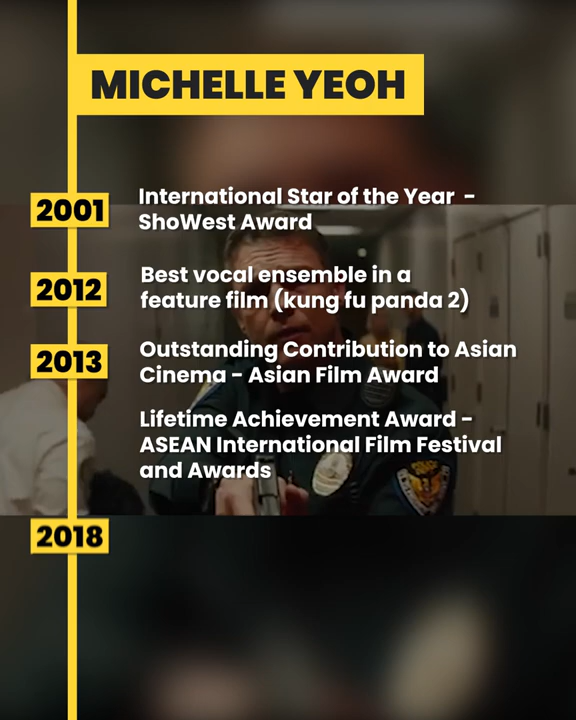 MICHELLE YEOH
2001
International Star of the Year -
ShoWest Award
2012
Best vocal ensemble in a
feature film (kung fu panda 2)
2013
Outstanding Contribution to Asian
Cinema - Asian Film Award
Lifetime Achievement Award -
ASEAN International Film Festival
and Awards
2018